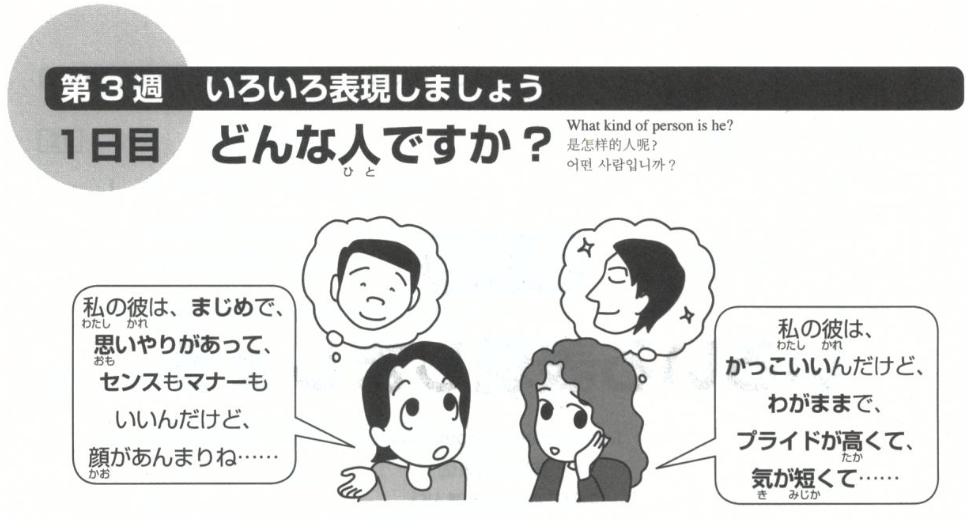 第3週 いろいろ表現しましょう
1日目 どんな人ですか？
ひと
What kind of person is he?
是怎样的人呢？
어떤 사람입니까？
私の彼は、まじめで、
わたし かれ
思いやりがあって、
おも
センスもマナーも
いいんだけど、
顔があんまりね……
かお
私の彼は、
わたし かれ
かっこいいんだけど、
わがままで、
プライドが高くて、
たか
気が短くて……
き みじか